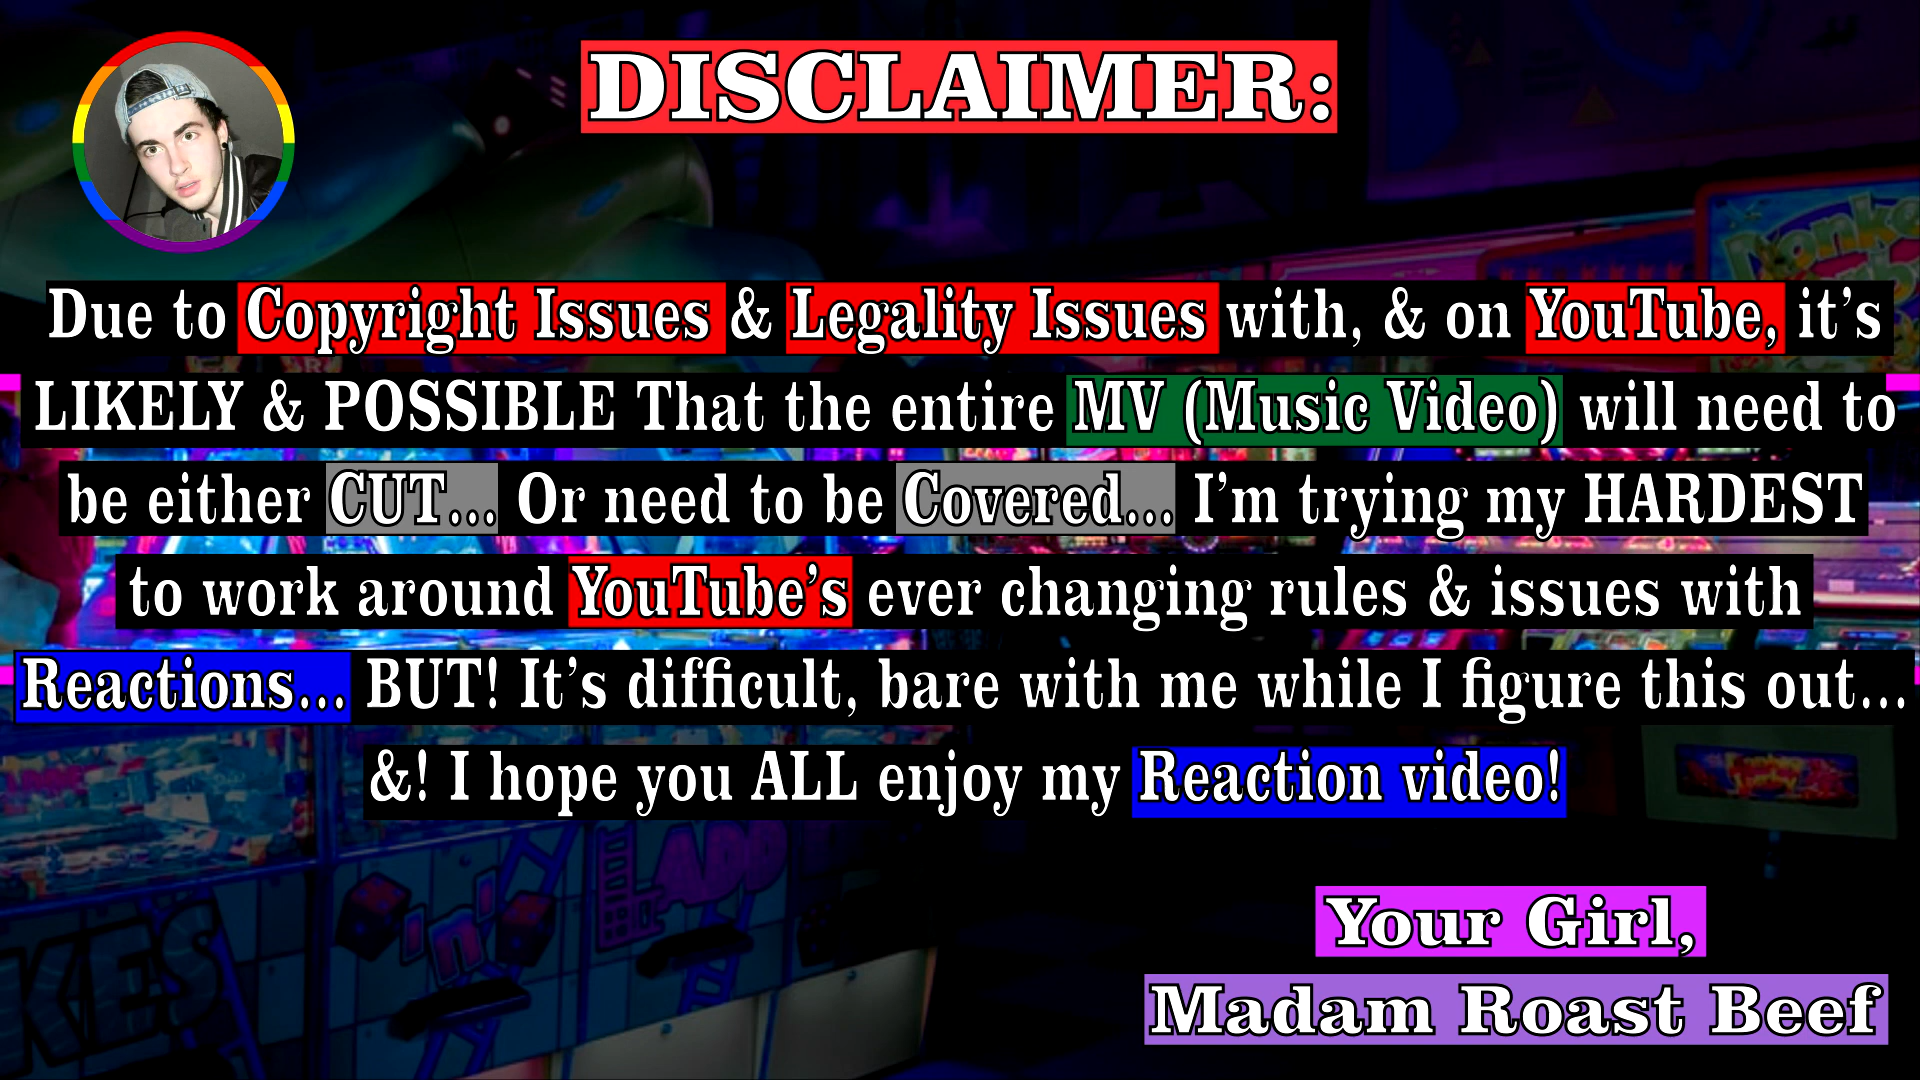 DISCLAIMER:
Due to Copyright Issues & Legality Issues with, & on YouTube, it's
LIKELY & POSSIBLE That the entire MV (Music Video) will need to
be either CUT... Or need to be Covered... I'm trying my HARDEST
to work around YouTube's ever changing rules & issues with
Reactions... BUT! It's difficult, bare with me while I figure this out...
&! I hope you ALL enjoy my Reaction video!
Your Girl,
Madam Roast Beef